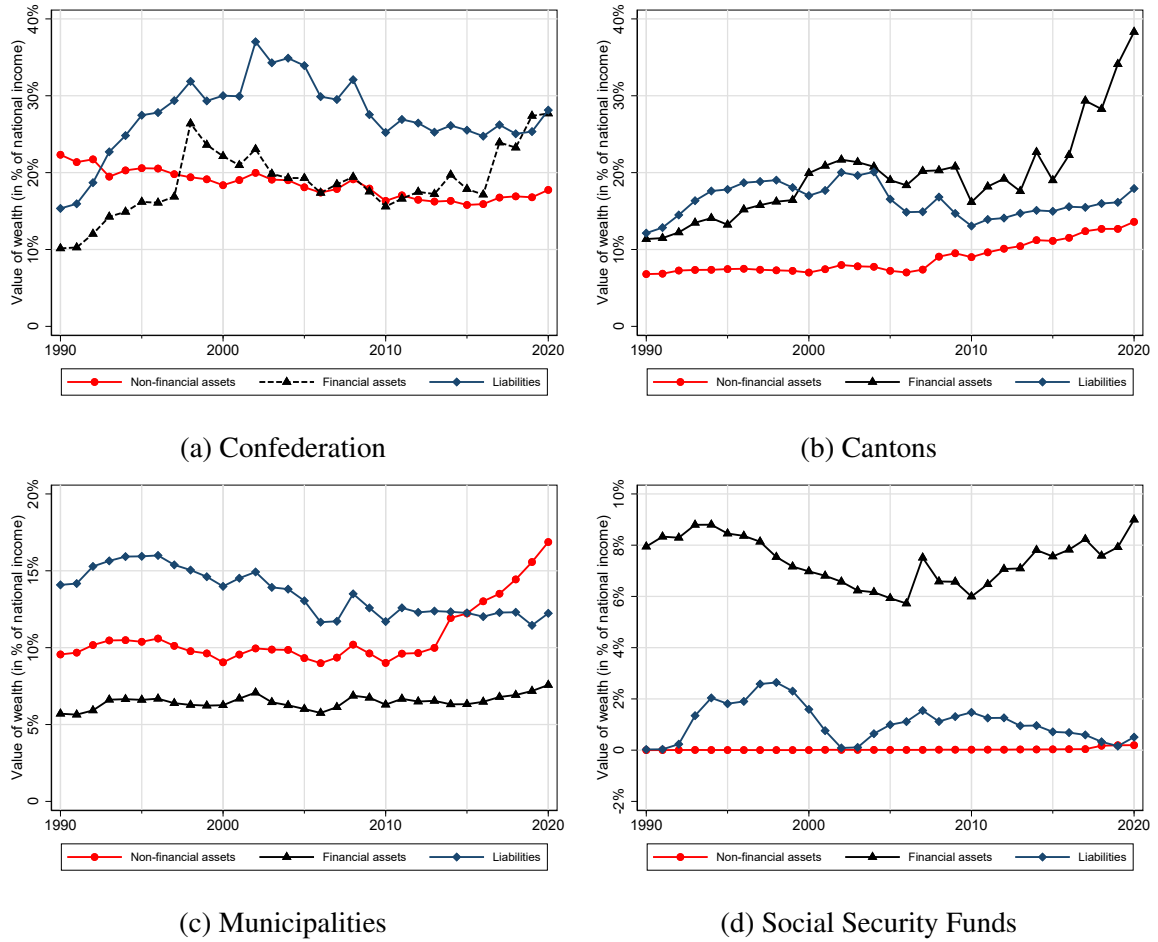 Value of wealth (in % of national income)
40%
30%
20%
10%
0
1990
2000
2010
2020
Non-financial assets
Financial assets
Liabilities
(a) Confederation
Value of wealth (in % of national income)
40%
30%
20%
10%
0
1990
2000
2010
2020
Non-financial assets
Financial assets
Liabilities
(b) Cantons
Value of wealth (in % of national income)
20%
15%
10%
5%
0
1990
2000
2010
2020
Non-financial assets
Financial assets
Liabilities
(c) Municipalities
Value of wealth (in % of national income)
10%
8%
6%
4%
2%
0
-2%
1990
2000
2010
2020
Non-financial assets
Financial assets
Liabilities
(d) Social Security Funds